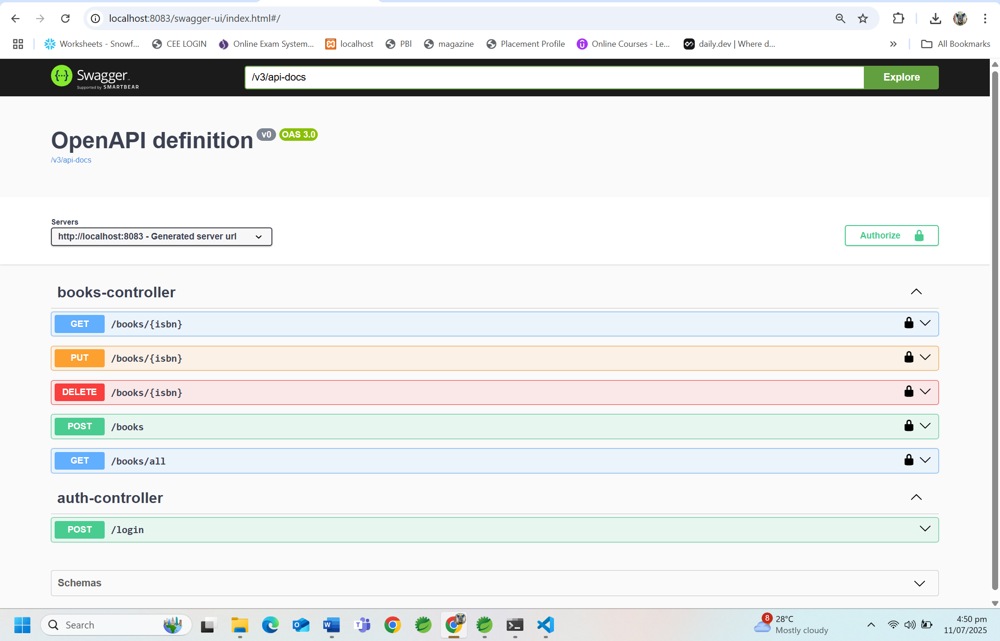 localhost:8083/swagger-ui/index.html#/
Worksheets - Snowf...
CEE LOGIN
Online Exam System...
localhost
PBl
magazine
Placement Profile
Online Courses - Le...
daily.dev | Where d...
All Bookmarks
Swagger
Supported by SMARTBEAR
/v3/api-docs
Explore
OpenAPI definition
v0
OAS 3.0
/v3/api-docs
Servers
http://localhost:8083 - Generated server url
Authorize
books-controller
GET /books/{isbn}
PUT /books/{isbn}
DELETE /books/{isbn}
POST /books
GET /books/all
auth-controller
POST /login
Schemas
Search
8
28°C
Mostly cloudy
4:50 pm
11/07/2025